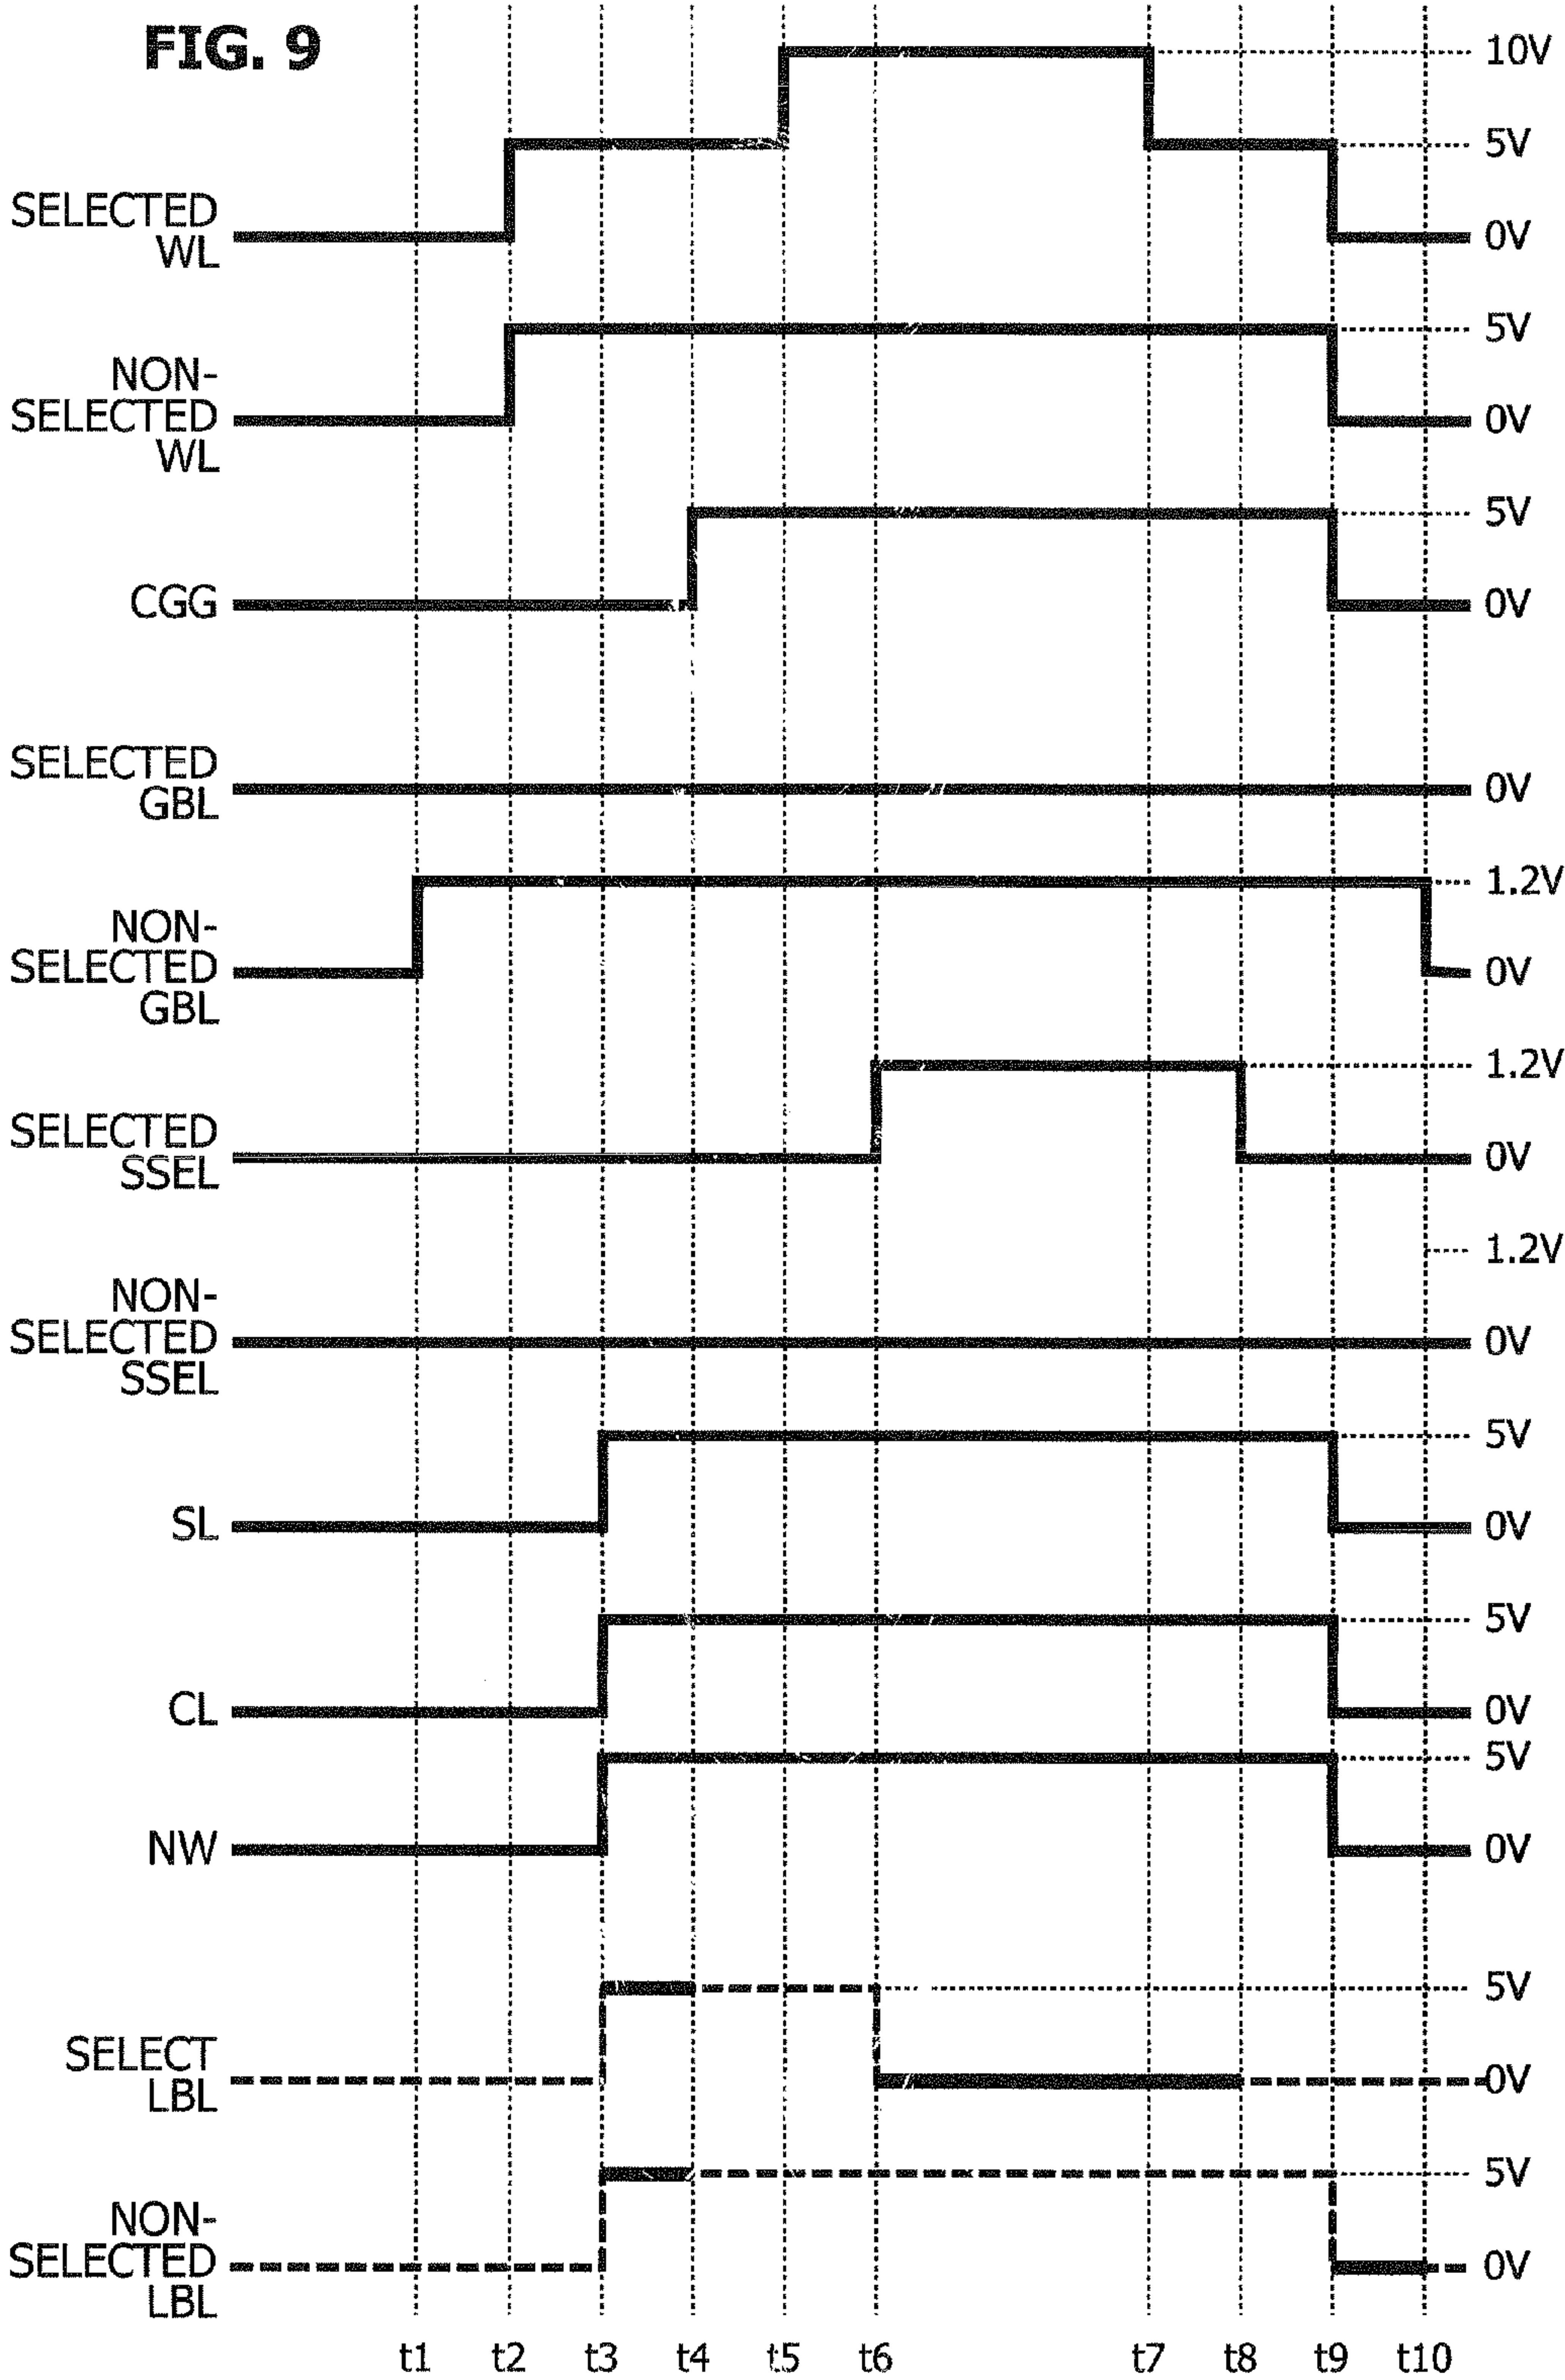 FIG. 9
10V
5V
SELECTED
WL
0V
5V
NON-
SELECTED
WL
0V
5V
CGG
0V
SELECTED
GBL
0V
1.2V
NON-
SELECTED
GBL
0V
1.2V
SELECTED
SSEL
0V
1.2V
NON-
SELECTED
SSEL
0V
5V
SL
0V
5V
CL
0V
5V
NW
0V
5V
SELECT
LBL
0V
5V
NON-
SELECTED
LBL
0V
t1 t2 t3 t4 t5 t6 t7 t8 t9 t10